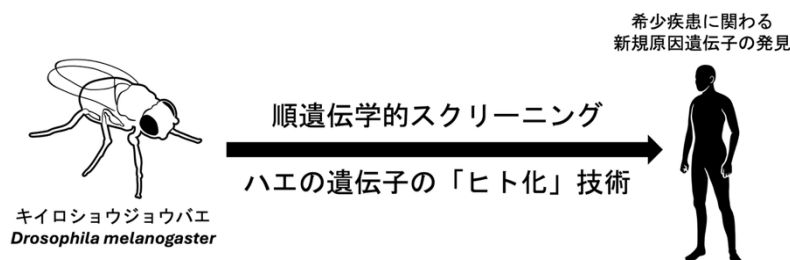 希少疾患に関わる
新規原因遺伝子の発見
順遺伝学的スクリーニング
ハエの遺伝子の「ヒト化」技術
キイロショウジョウバエ
Drosophila melanogaster